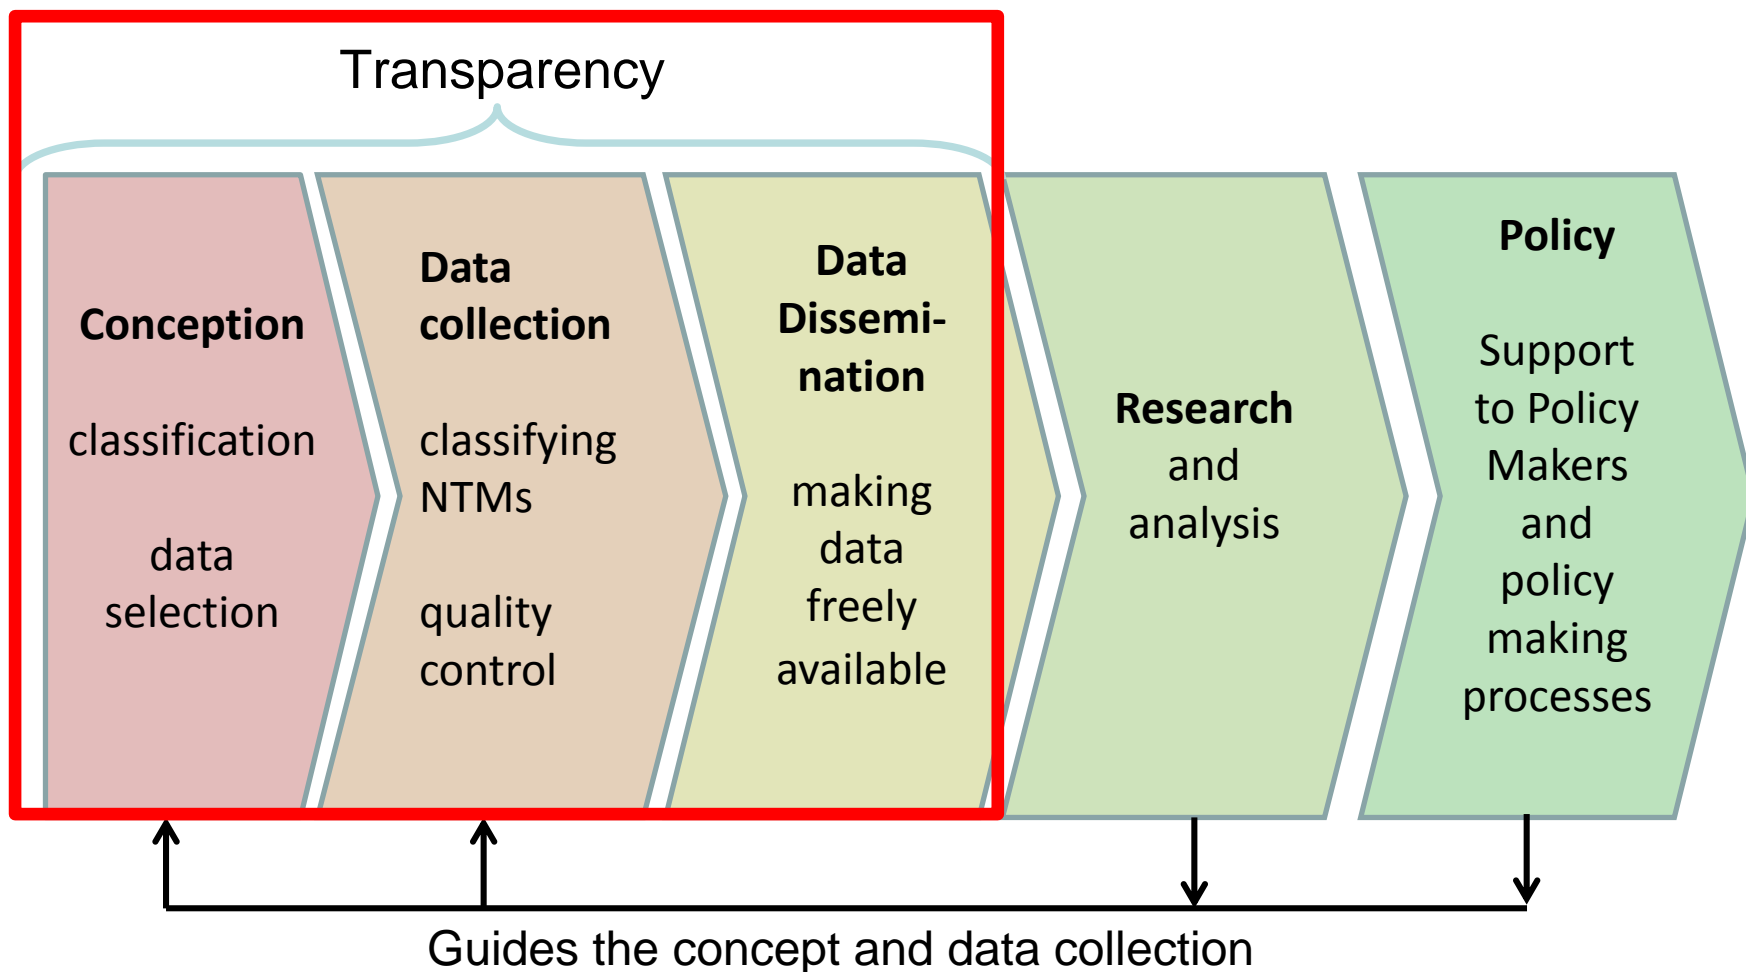 Transparency
Conception
classification
data
selection
Data
collection
classifying
NTMs
quality
control
Data
Dissemi-
nation
making
data
freely
available
Research
and
analysis
Policy
Support
to Policy
Makers
and
policy
making
processes
Guides the concept and data collection